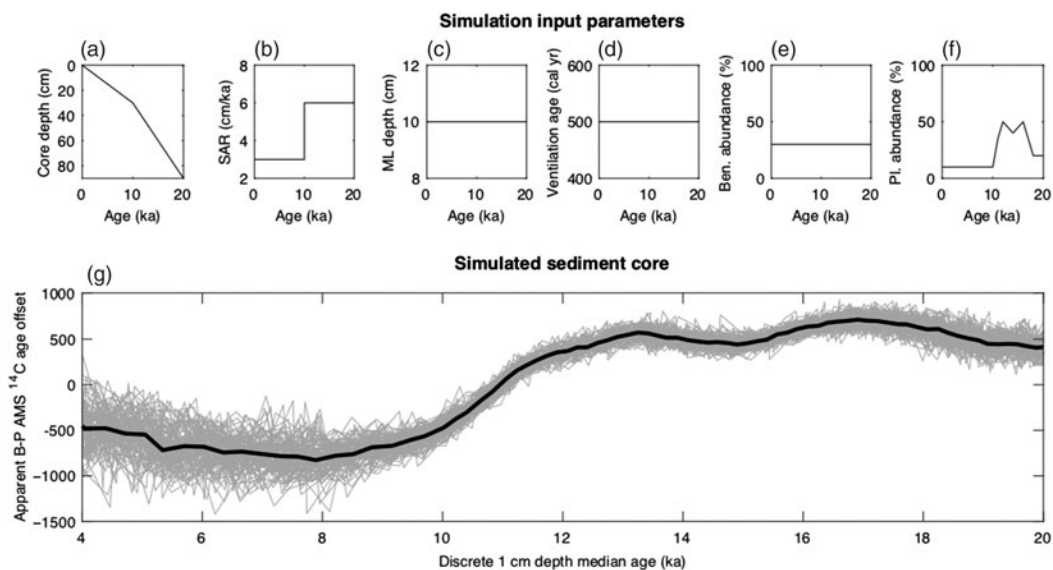 Simulation input parameters
(a)
(b)
(c)
(d)
(e)
(f)
Core depth (cm)
0
20
40
60
80
0 10 20
Age (ka)
SAR (cm/ka)
8
6
4
2
0 10 20
Age (ka)
ML depth (cm)
12
10
8
0 10 20
Age (ka)
Ventilation age (cal yr)
600
500
400
0 10 20
Age (ka)
Ben. abundance (%)
100
50
0
0 10 20
Age (ka)
Pl. abundance (%)
100
50
0
0 10 20
Age (ka)
Simulated sediment core
(g)
Apparent B-P AMS 14C age offset
1000
500
0
−500
−1000
−1500
4 6 8 10 12 14 16 18 20
Discrete 1 cm depth median age (ka)